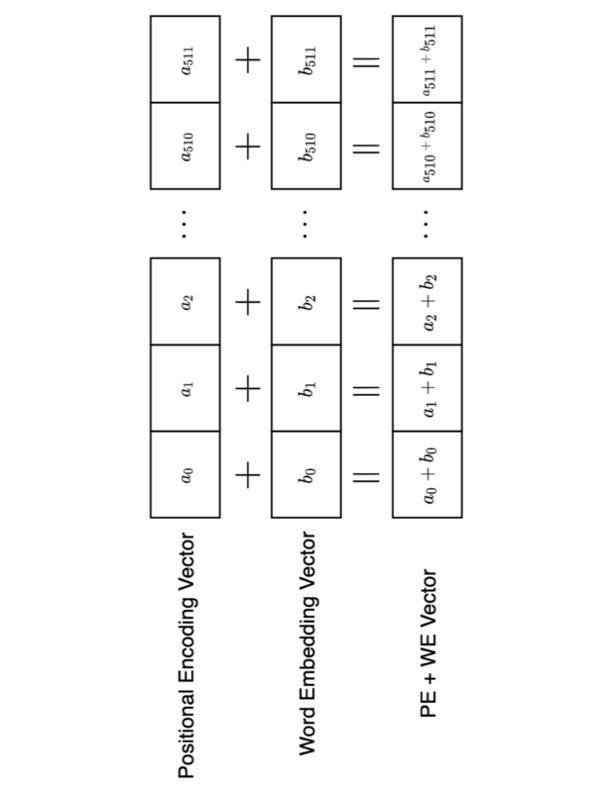 Positional Encoding Vector a₀ a₁ a₂ ... a₅₁₀ a₅₁₁
+ + + + +
Word Embedding Vector b₀ b₁ b₂ ... b₅₁₀ b₅₁₁
= = = = =
PE + WE Vector a₀ + b₀ a₁ + b₁ a₂ + b₂ ... a₅₁₀ + b₅₁₀ a₅₁₁ + b₅₁₁